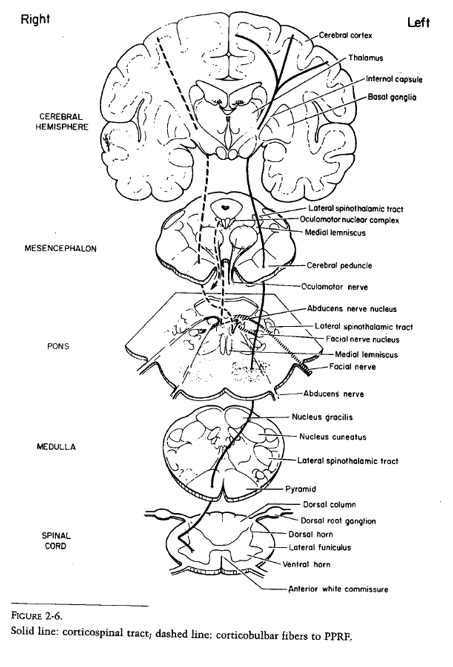 Right
Left
Cerebral cortex
Thalamus
Internal capsule
Basal ganglia
CEREBRAL
HEMISPHERE
Lateral spinothalamic tract
Oculomotor nuclear complex
Medial lemniscus
MESENCEPHALON
Cerebral peduncle
Oculomotor nerve
Abducens nerve nucleus
Lateral spinothalamic tract
Facial nerve nucleus
PONS
Medial lemniscus
Facial nerve
Abducens nerve
Nucleus gracilis
Nucleus cuneatus
MEDULLA
Lateral spinothalamic tract
Pyramid
Dorsal column
Dorsal root ganglion
Dorsal horn
SPINAL
CORD
Lateral funiculus
Ventral horn
Anterior white commissure
FIGURE 2-6.
Solid line: corticospinal tract; dashed line: corticobulbar fibers to PPRF.